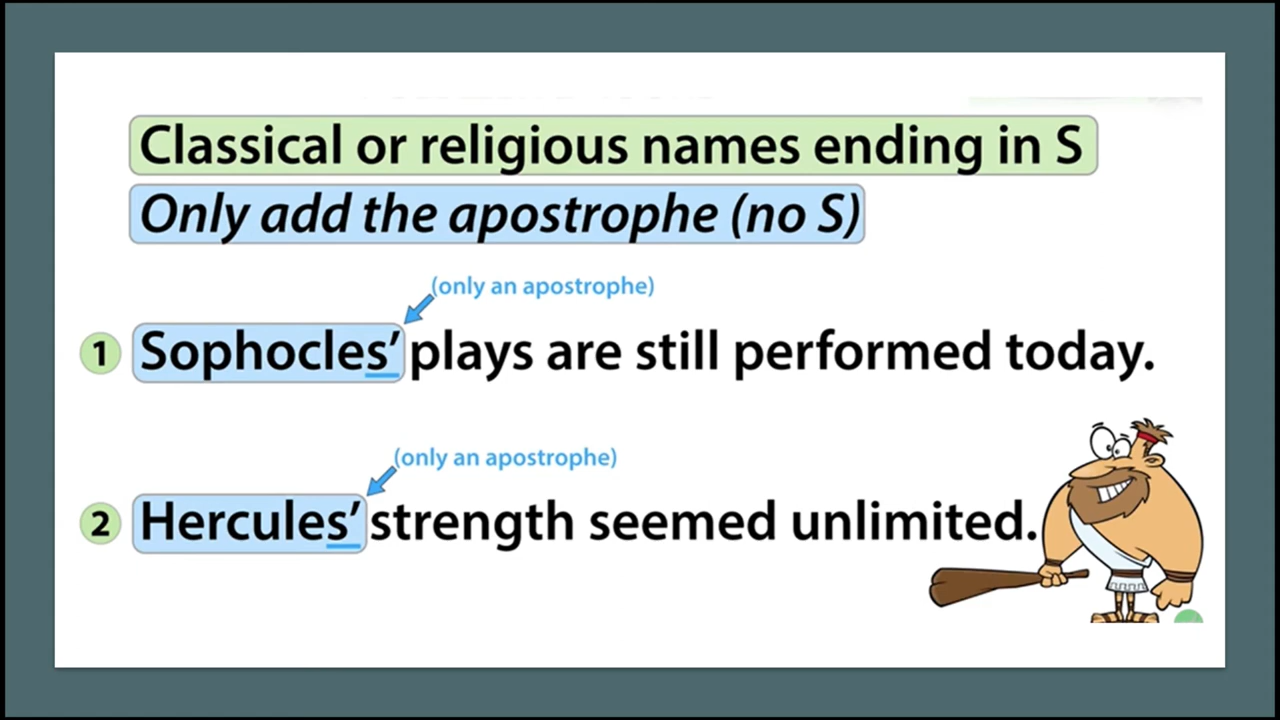 Classical or religious names ending in S
Only add the apostrophe (no S)
(only an apostrophe)
1 Sophocles’ plays are still performed today.
(only an apostrophe)
2 Hercules’ strength seemed unlimited.